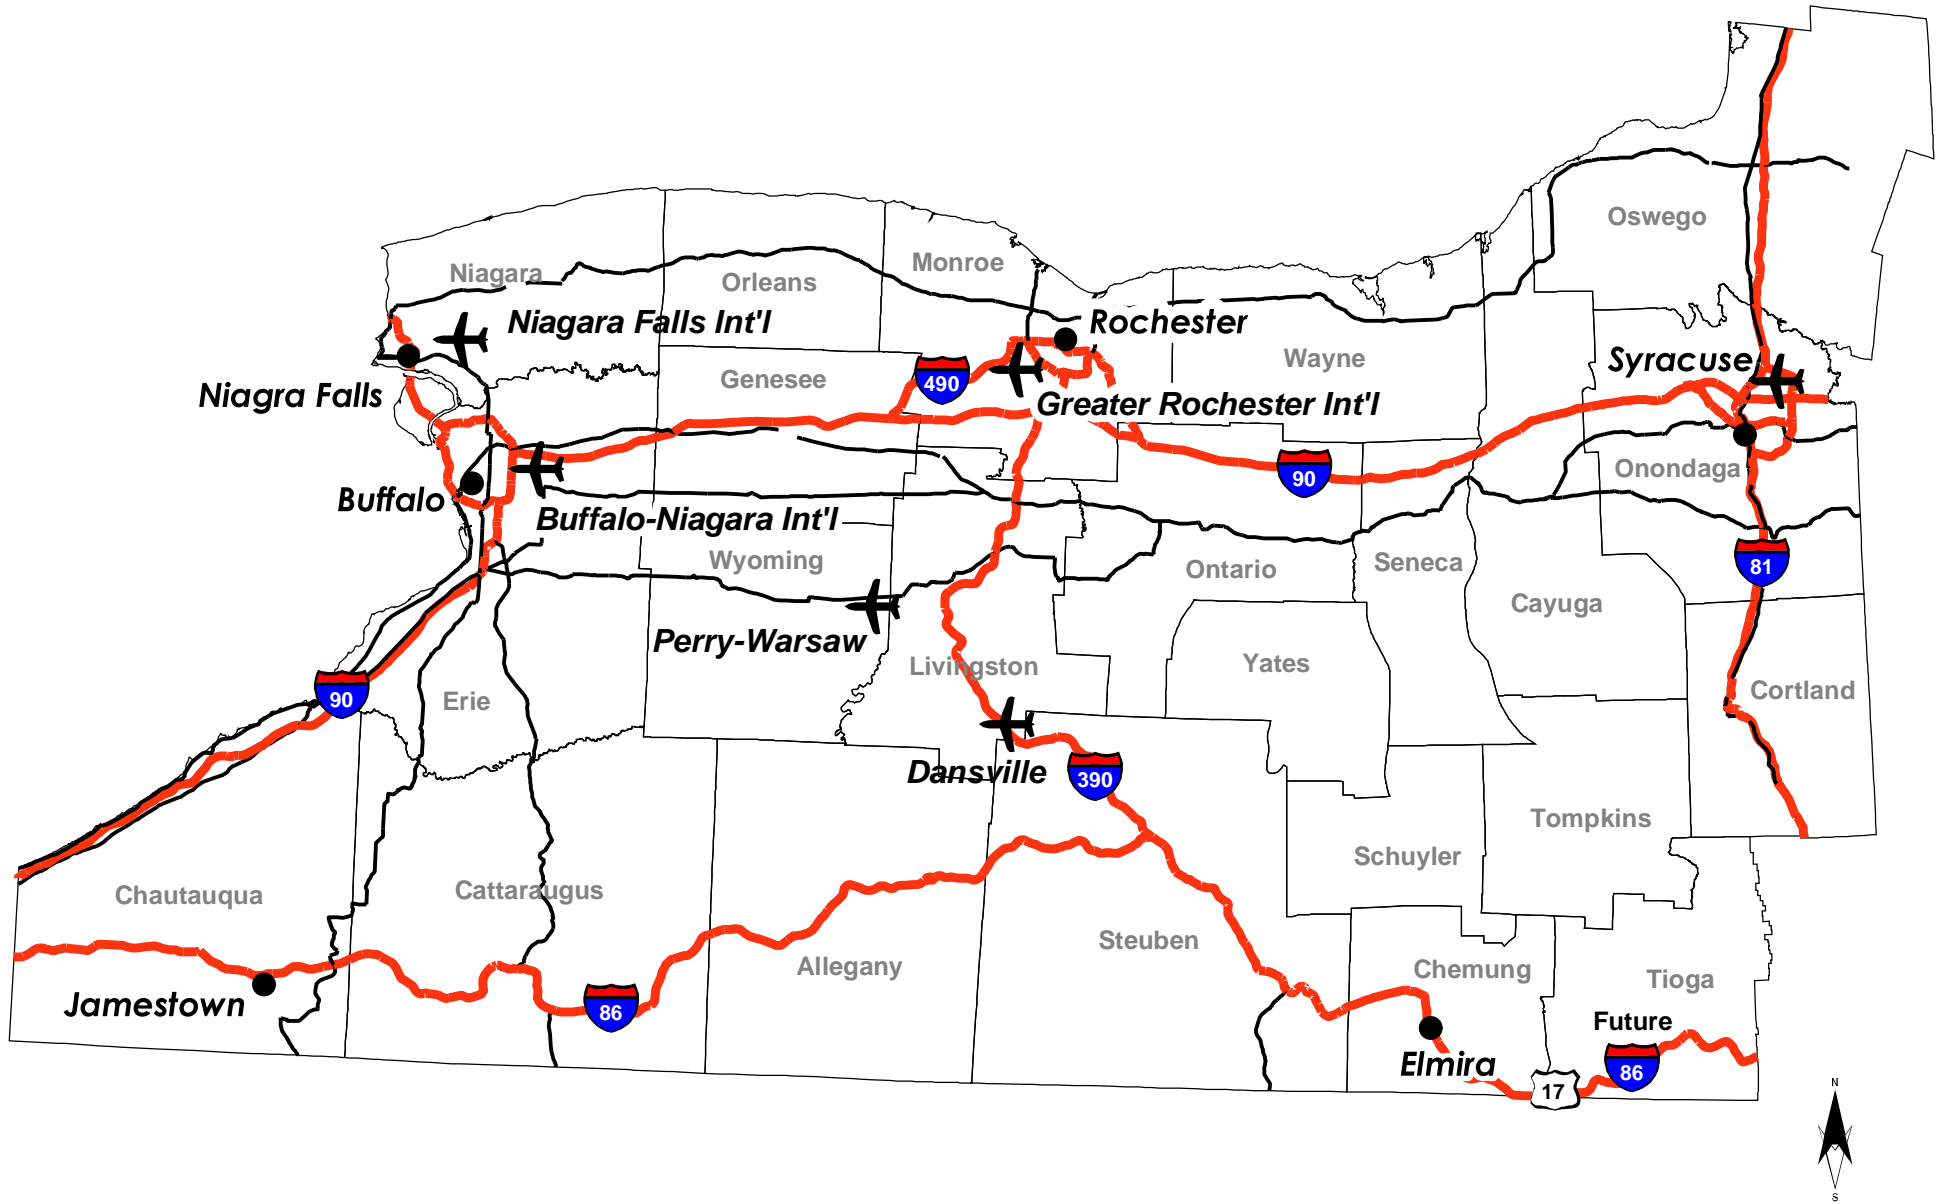 Oswego
Niagara
Orleans
Monroe
Niagara Falls Int'l
Rochester
Wayne
Syracuse
Genesee
490
Niagra Falls
Greater Rochester Int'l
90
Onondaga
Buffalo
Buffalo-Niagara Int'l
Wyoming
Ontario
Seneca
81
Cayuga
Perry-Warsaw
Livingston
Yates
Cortland
90
Erie
Dansville
390
Tompkins
Schuyler
Chautauqua
Cattaraugus
Steuben
Allegany
Chemung
Tioga
Jamestown
86
Future
Elmira
86
17
N
S